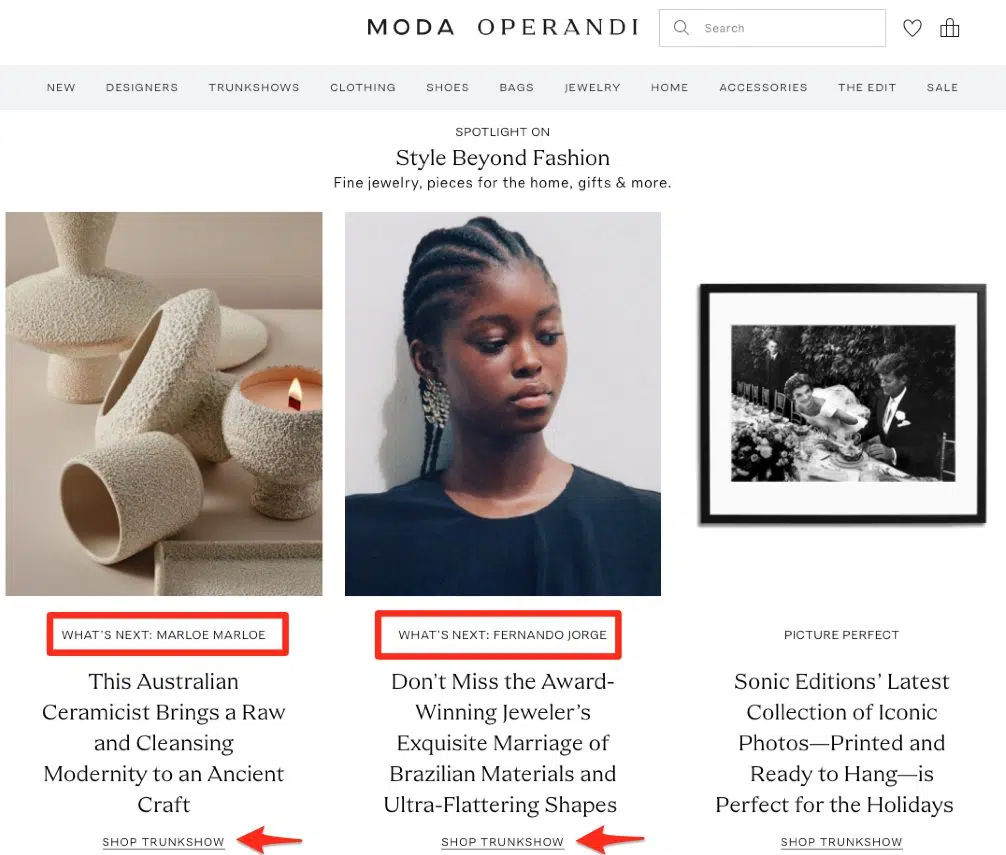 MODA OPERANDI
Search
NEW DESIGNERS TRUNKSHOWS CLOTHING SHOES BAGS JEWELRY HOME ACCESSORIES THE EDIT SALE
SPOTLIGHT ON
Style Beyond Fashion
Fine jewelry, pieces for the home, gifts & more.
WHAT'S NEXT: MARLOE MARLOE
This Australian
Ceramicist Brings a Raw
and Cleansing
Modernity to an Ancient
Craft
SHOP TRUNKSHOW
WHAT'S NEXT: FERNANDO JORGE
Don't Miss the Award-
Winning Jeweler's
Exquisite Marriage of
Brazilian Materials and
Ultra-Flattering Shapes
SHOP TRUNKSHOW
PICTURE PERFECT
Sonic Editions' Latest
Collection of Iconic
Photos—Printed and
Ready to Hang—is
Perfect for the Holidays
SHOP TRUNKSHOW